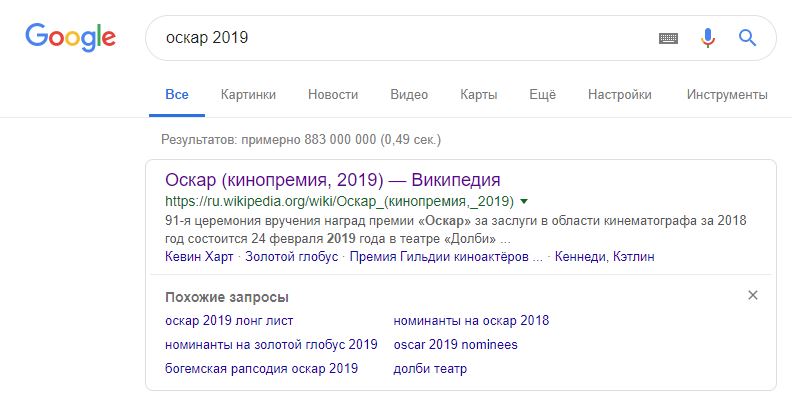 Google
оскар 2019
Все Картинки Новости Видео Карты Ещё Настройки Инструменты
Результатов: примерно 883 000 000 (0,49 сек.)
Оскар (кинопремия, 2019) — Википедия
https://ru.wikipedia.org/wiki/Оскар_(кинопремия,_2019)
91-я церемония вручения наград премии «Оскар» за заслуги в области кинематографа за 2018
год состоится 24 февраля 2019 года в театре «Долби» ...
Кевин Харт · Золотой глобус · Премия Гильдии киноактёров ... · Кеннеди, Кэтлин
Похожие запросы
оскар 2019 лонг лист номинанты на оскар 2018
номинанты на золотой глобус 2019 oscar 2019 nominees
богемская рапсодия оскар 2019 долби театр